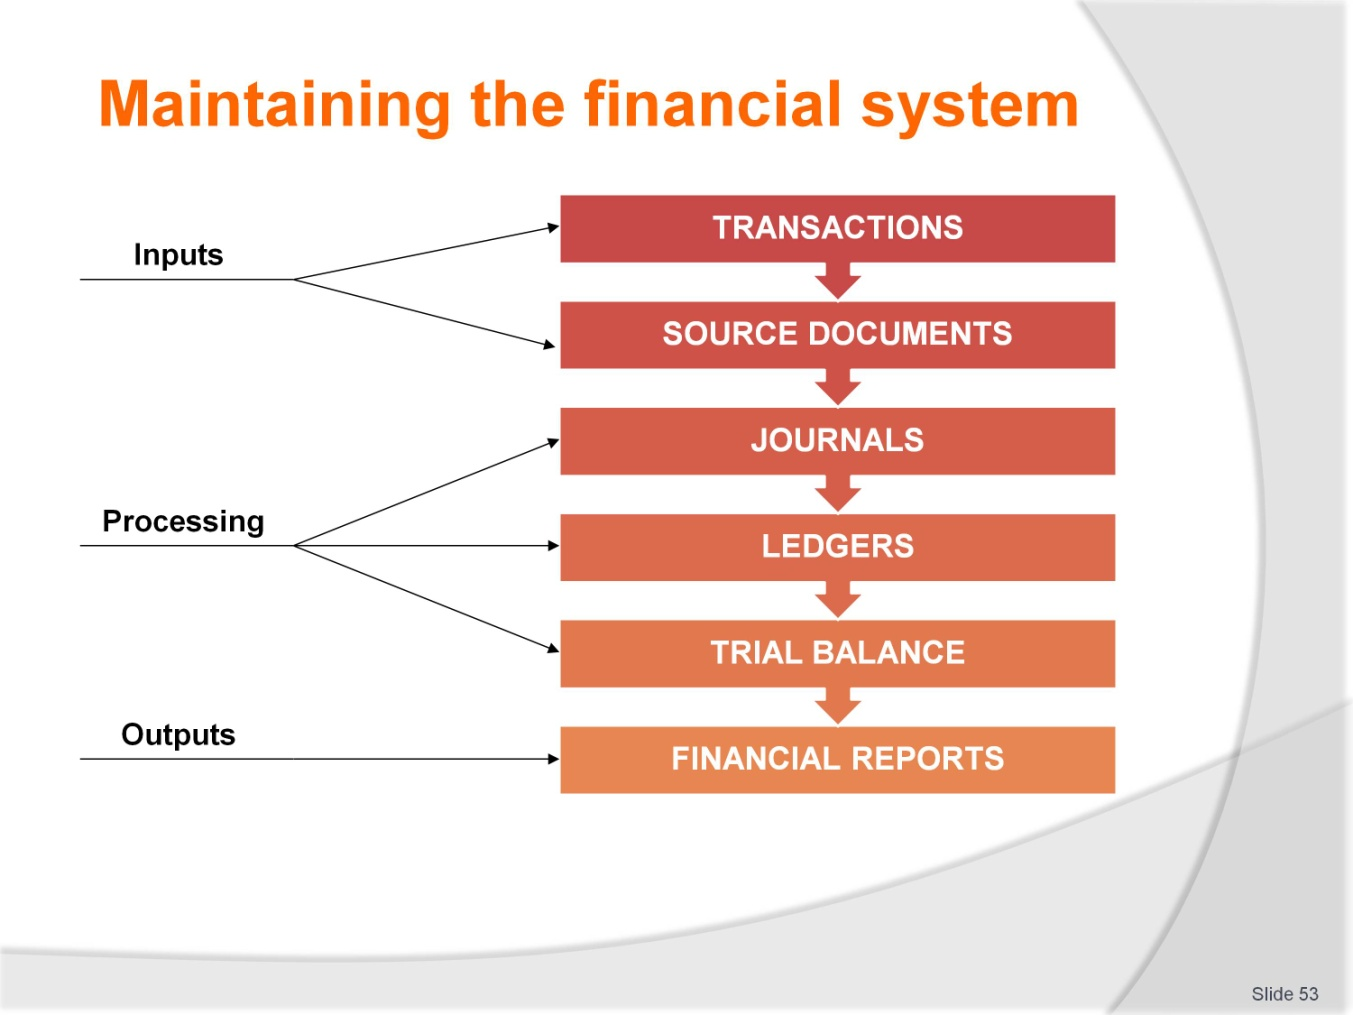 Maintaining the financial system
Inputs
TRANSACTIONS
SOURCE DOCUMENTS
Processing
JOURNALS
LEDGERS
TRIAL BALANCE
Outputs
FINANCIAL REPORTS
Slide 53